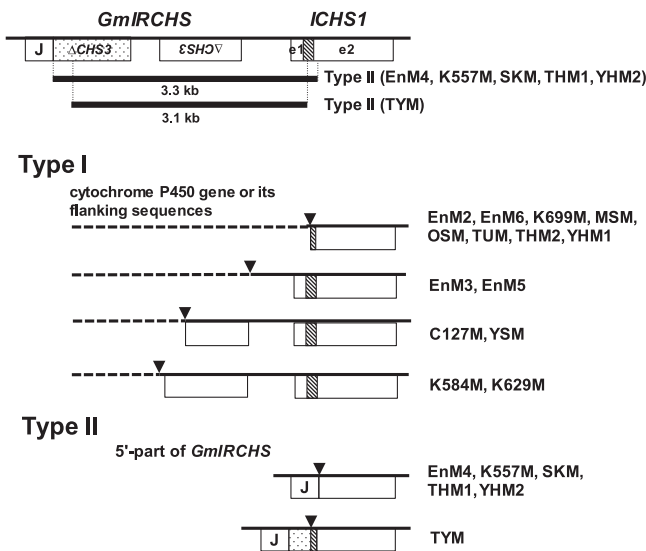 GmIRCHS ICHS1
J ΔCHS3 ΔCHS3 e1 e2
3.3 kb
Type II (EnM4, K557M, SKM, THM1, YHM2)
3.1 kb
Type II (TYM)
Type I
cytochrome P450 gene or its
flanking sequences
EnM2, EnM6, K699M, MSM,
OSM, TUM, THM2, YHM1
EnM3, EnM5
C127M, YSM
K584M, K629M
Type II
5'-part of GmIRCHS
J
EnM4, K557M, SKM,
THM1, YHM2
J
TYM